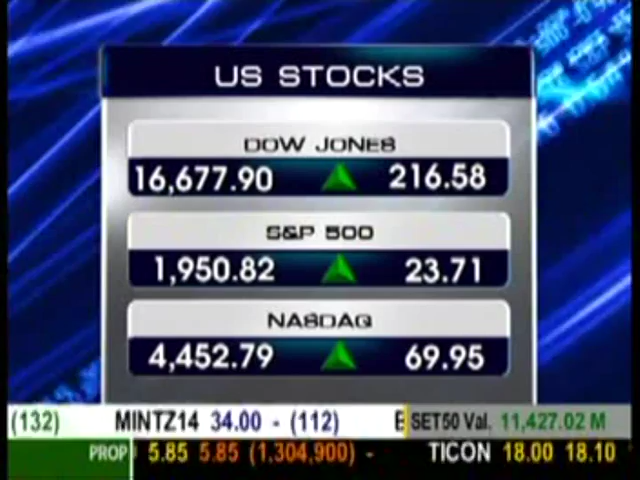 US STOCKS
DOW JONES
16,677.90 216.58
S&P 500
1,950.82 23.71
NASDAQ
4,452.79 69.95
(132) MINTZ14 34.00 - (112) SET50 Val. 11,427.02 M
PROP 5.85 5.85 (1,304,900) - TICON 18.00 18.10